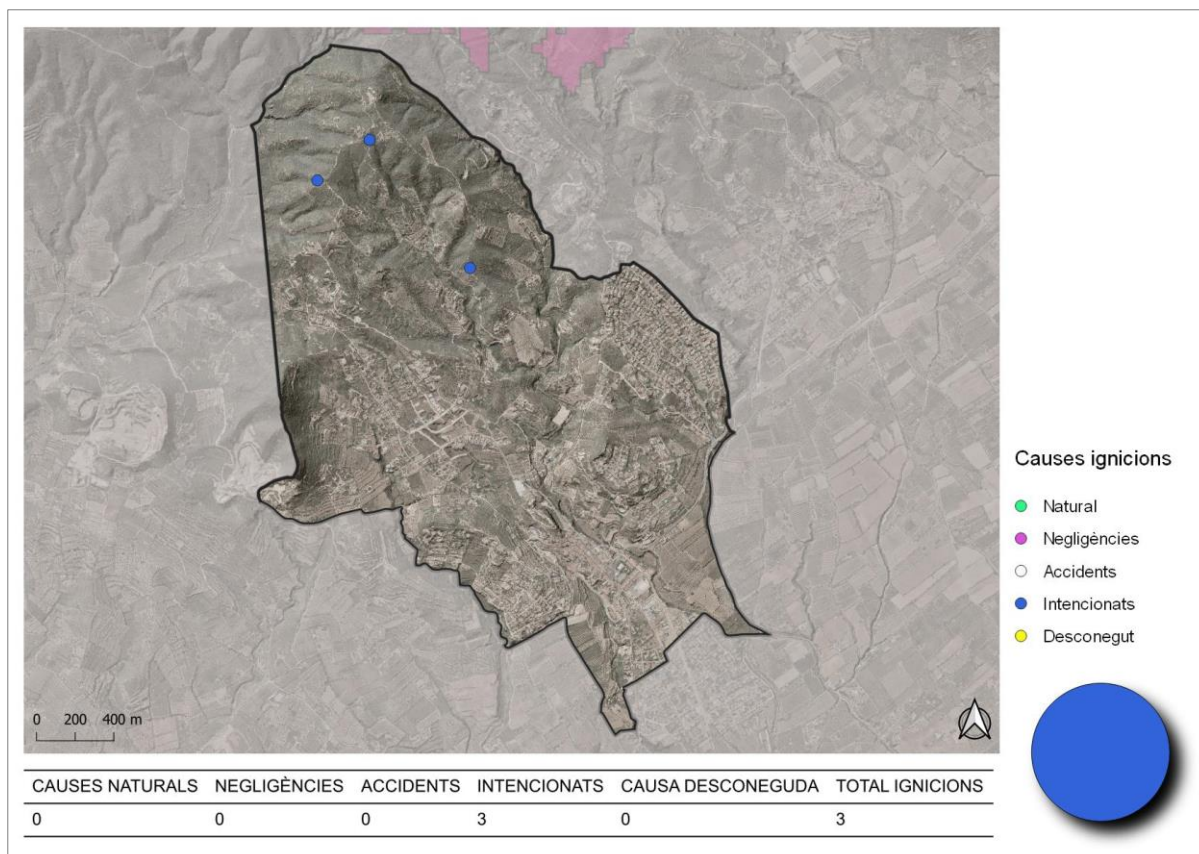 Causes ignicions
Natural
Negligències
Accidents
Intencionats
Desconegut
0 200 400 m
CAUSES NATURALS NEGLIGÈNCIES ACCIDENTS INTENCIONATS CAUSA DESCONEGUDA TOTAL IGNICIONS
0 0 0 3 0 3